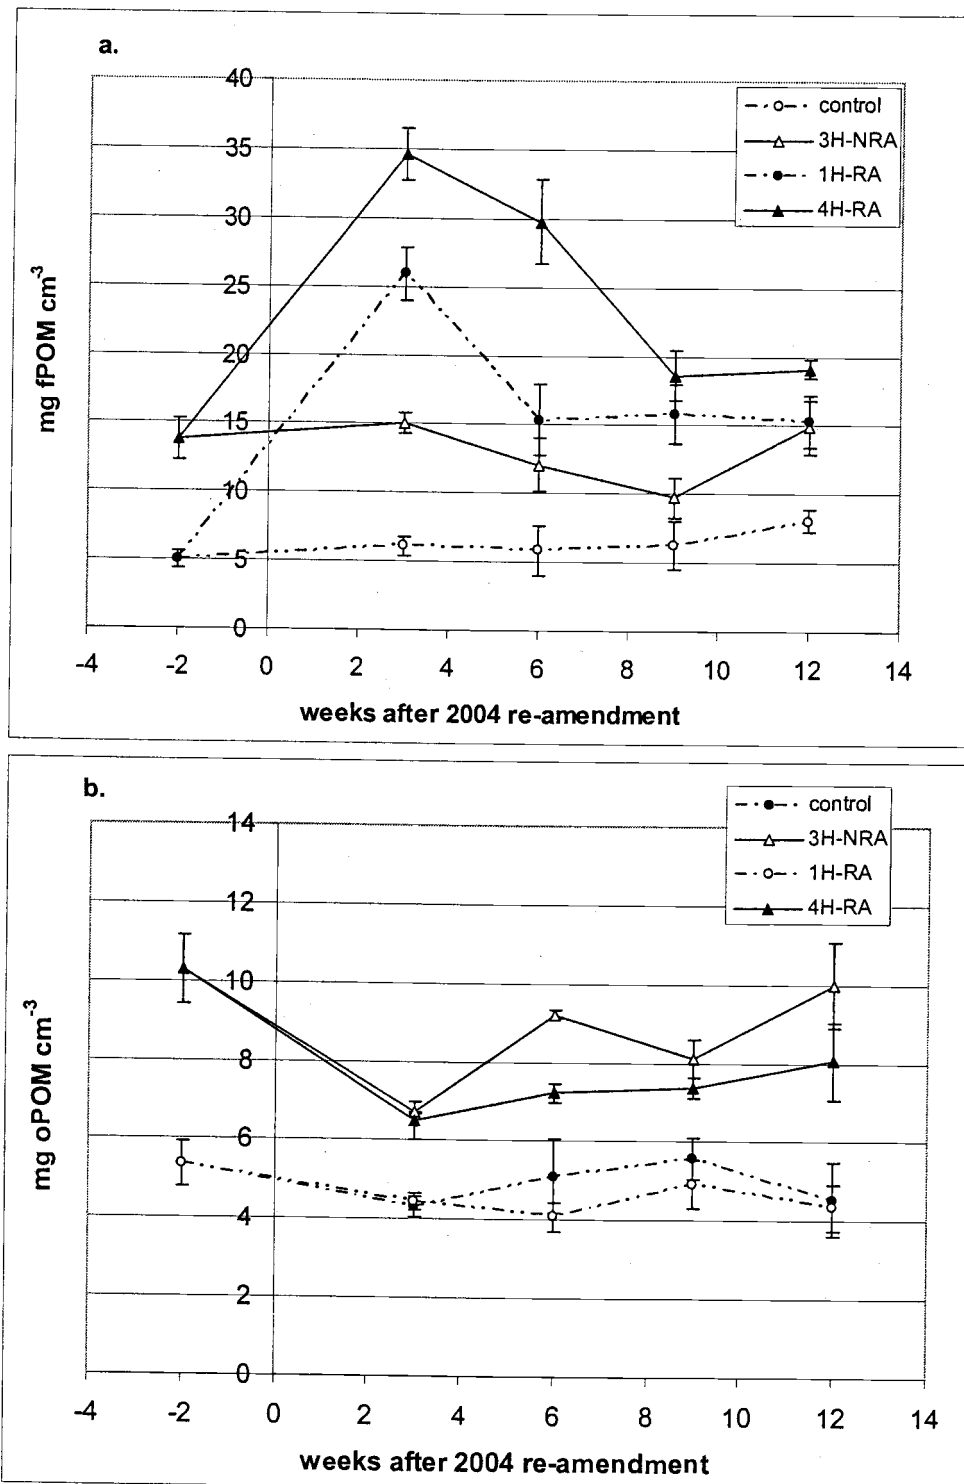 a.
40
35
30
25
20
15
10
5
0
-4 -2 0 2 4 6 8 10 12 14
mg fPOM cm-3
weeks after 2004 re-amendment
control
3H-NRA
1H-RA
4H-RA
b.
14
12
10
8
6
4
2
0
-4 -2 0 2 4 6 8 10 12 14
mg oPOM cm-3
weeks after 2004 re-amendment
control
3H-NRA
1H-RA
4H-RA